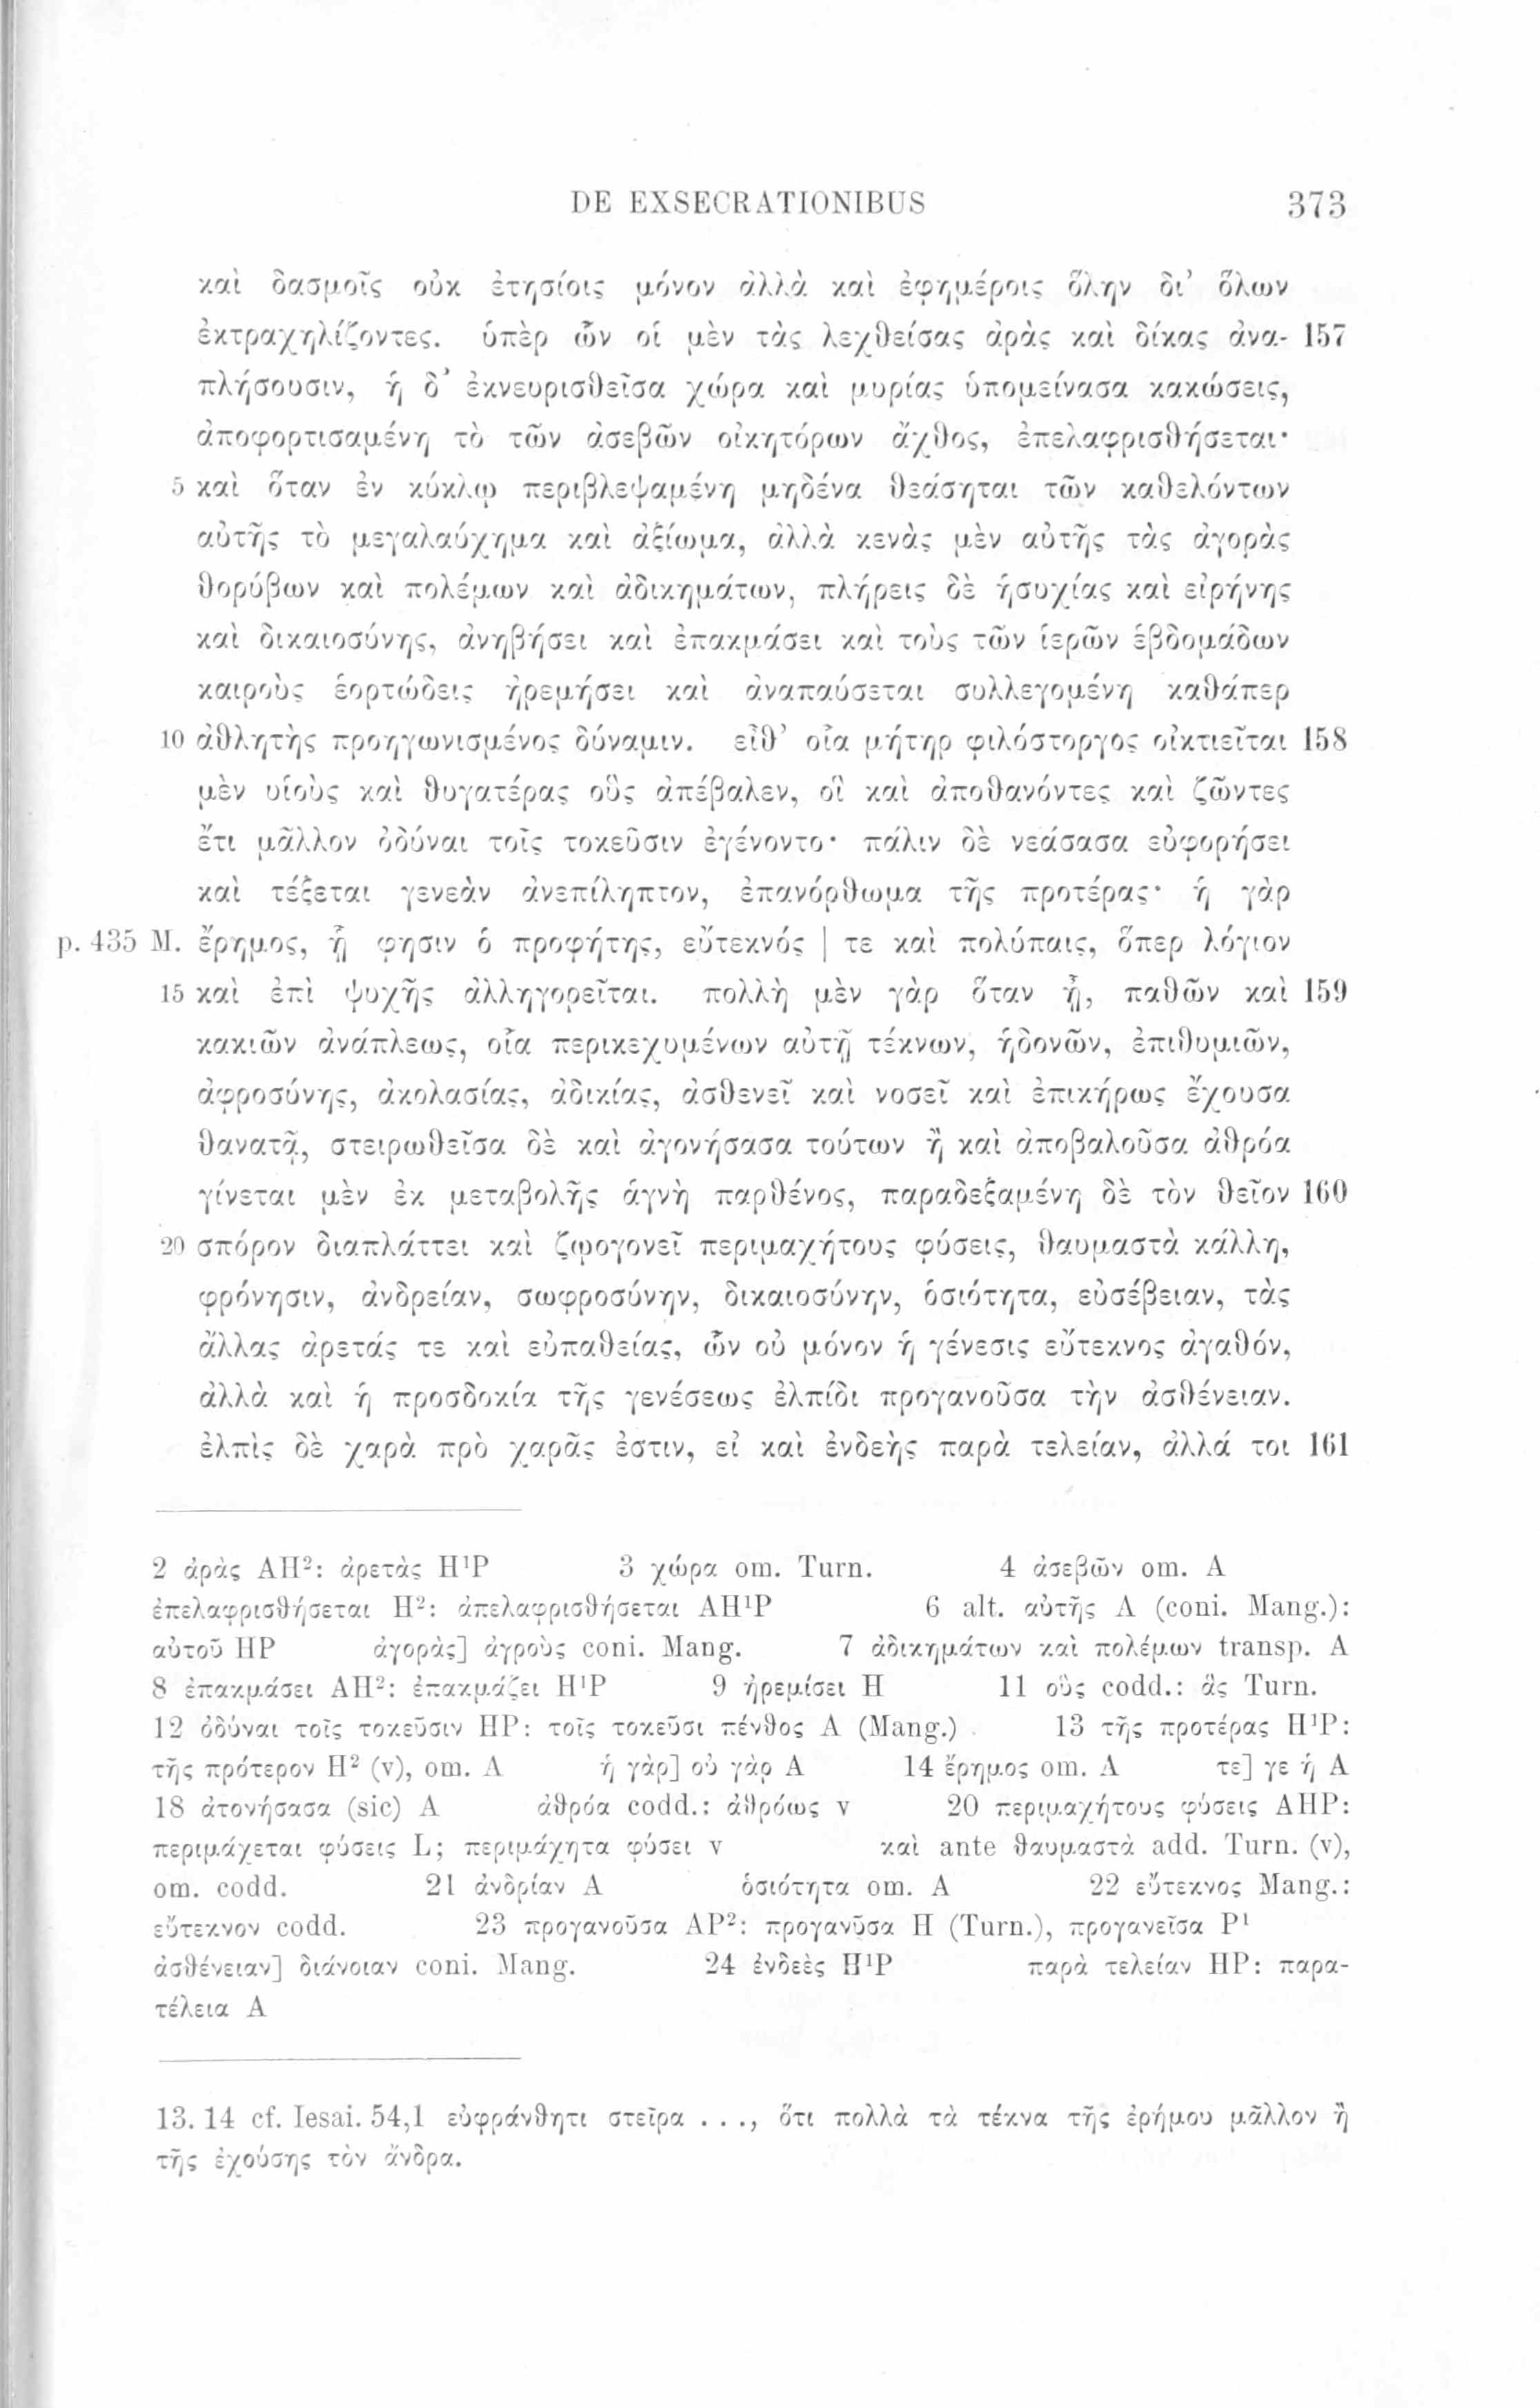 DE EXSECRATIONIBUS 373
καὶ δασμοῖς οὐκ ἐτησίοις μόνον ἀλλὰ καὶ ἐφημέροις ὅλην δι’ ὅλων
ἐκτραχηλίζοντες. ὑπὲρ ὧν οἱ μὲν τὰς λεχθείσας ἀρὰς καὶ δίκας ἀνα- 157
πλήσουσιν, ἡ δ’ ἐκνευρισθεῖσα χώρα καὶ μυρίας ὑπομείνασα κακώσεις,
ἀποφορτισαμένη τὸ τῶν ἀσεβῶν οἰκητόρων ἄχθος, ἐπελαφρισθήσεται·
5 καὶ ὅταν ἐν κύκλῳ περιβλεψαμένη μηδένα θεάσηται τῶν καθελόντων
αὐτῆς τὸ μεγαλαύχημα καὶ ἀξίωμα, ἀλλὰ κενὰς μὲν αὐτῆς τὰς ἀγορὰς
θορύβων καὶ πολέμων καὶ ἀδικημάτων, πλήρεις δὲ ἡσυχίας καὶ εἰρήνης
καὶ δικαιοσύνης, ἀνηβήσει καὶ ἐπακμάσει καὶ τοὺς τῶν ἱερῶν ἑβδομάδων
καιροὺς ἑορτώδεις ἠρεμήσει καὶ ἀναπαύσεται συλλεγομένη καθάπερ
10 ἀθλητὴς προηγωνισμένος δύναμιν. εἶθ’ οἷα μήτηρ φιλόστοργος οἰκτιεῖται 158
μὲν υἱοὺς καὶ θυγατέρας οὓς ἀπέβαλεν, οἳ καὶ ἀποθανόντες καὶ ζῶντες
ἔτι μᾶλλον ὀδύναι τοῖς τοκεῦσιν ἐγένοντο· πάλιν δὲ νεάσασα εὐφορήσει
καὶ τέξεται γενεὰν ἀνεπίληπτον, ἐπανόρθωμα τῆς προτέρας· ἡ γὰρ
p. 435 M. ἔρημος, ᾗ φησιν ὁ προφήτης, εὔτεκνός | τε καὶ πολύπαις, ὅπερ λόγιον
15 καὶ ἐπὶ ψυχῆς ἀλληγορεῖται. πολλὴ μὲν γὰρ ὅταν ᾖ, παθῶν καὶ 159
κακιῶν ἀνάπλεως, οἷα περικεχυμένων αὐτῇ τέκνων, ἡδονῶν, ἐπιθυμιῶν,
ἀφροσύνης, ἀκολασίας, ἀδικίας, ἀσθενεῖ καὶ νοσεῖ καὶ ἐπικήρως ἔχουσα
θανατᾷ, στειρωθεῖσα δὲ καὶ ἀγονήσασα τούτων ἢ καὶ ἀποβαλοῦσα ἀθρόα
γίνεται μὲν ἐκ μεταβολῆς ἁγνὴ παρθένος, παραδεξαμένη δὲ τὸν θεῖον 160
20 σπόρον διαπλάττει καὶ ζῳογονεῖ περιμαχήτους φύσεις, θαυμαστὰ κάλλη,
φρόνησιν, ἀνδρείαν, σωφροσύνην, δικαιοσύνην, ὁσιότητα, εὐσέβειαν, τὰς
ἄλλας ἀρετάς τε καὶ εὐπαθείας, ὧν οὐ μόνον ἡ γένεσις εὔτεκνος ἀγαθόν,
ἀλλὰ καὶ ἡ προσδοκία τῆς γενέσεως ἐλπίδι προγανοῦσα τὴν ἀσθένειαν.
ἐλπὶς δὲ χαρὰ πρὸ χαρᾶς ἐστιν, εἰ καὶ ἐνδεὴς παρὰ τελείαν, ἀλλά τοι 161
2 ἀρὰς AH²: ἀρετὰς H¹P 3 χώρα om. Turn. 4 ἀσεβῶν om. A
ἐπελαφρισθήσεται H²: ἀπελαφρισθήσεται AH¹P 6 alt. αὐτῆς A (coni. Mang.):
αὐτοῦ HP ἀγορὰς] ἀγροὺς coni. Mang. 7 ἀδικημάτων καὶ πολέμων transp. A
8 ἐπακμάσει AH²: ἐπακμάζει H¹P 9 ἠρεμίσει H 11 οὓς codd.: ἃς Turn.
12 ὀδύναι τοῖς τοκεῦσιν HP: τοῖς τοκεῦσι πένθος A (Mang.) 13 τῆς προτέρας H¹P:
τῆς πρότερον H² (v), om. A ἡ γὰρ] οὐ γὰρ A 14 ἔρημος om. A τε] γε ἡ A
18 ἀτονήσασα (sic) A ἀθρόα codd.: ἀθρόως v 20 περιμαχήτους φύσεις AHP:
περιμάχεται φύσεις L; περιμάχητα φύσει v καὶ ante θαυμαστὰ add. Turn. (v),
om. codd. 21 ἀνδρίαν A ὁσιότητα om. A 22 εὔτεκνος Mang.:
εὔτεκνον codd. 23 προγανοῦσα AP²: προγανῦσα H (Turn.), προγανεῖσα P¹
ἀσθένειαν] διάνοιαν coni. Mang. 24 ἐνδεὲς H¹P παρὰ τελείαν HP: παρα-
τέλεια A
13. 14 cf. Iesai. 54,1 εὐφράνθητι στεῖρα . . ., ὅτι πολλὰ τὰ τέκνα τῆς ἐρήμου μᾶλλον ἢ
τῆς ἐχούσης τὸν ἄνδρα.